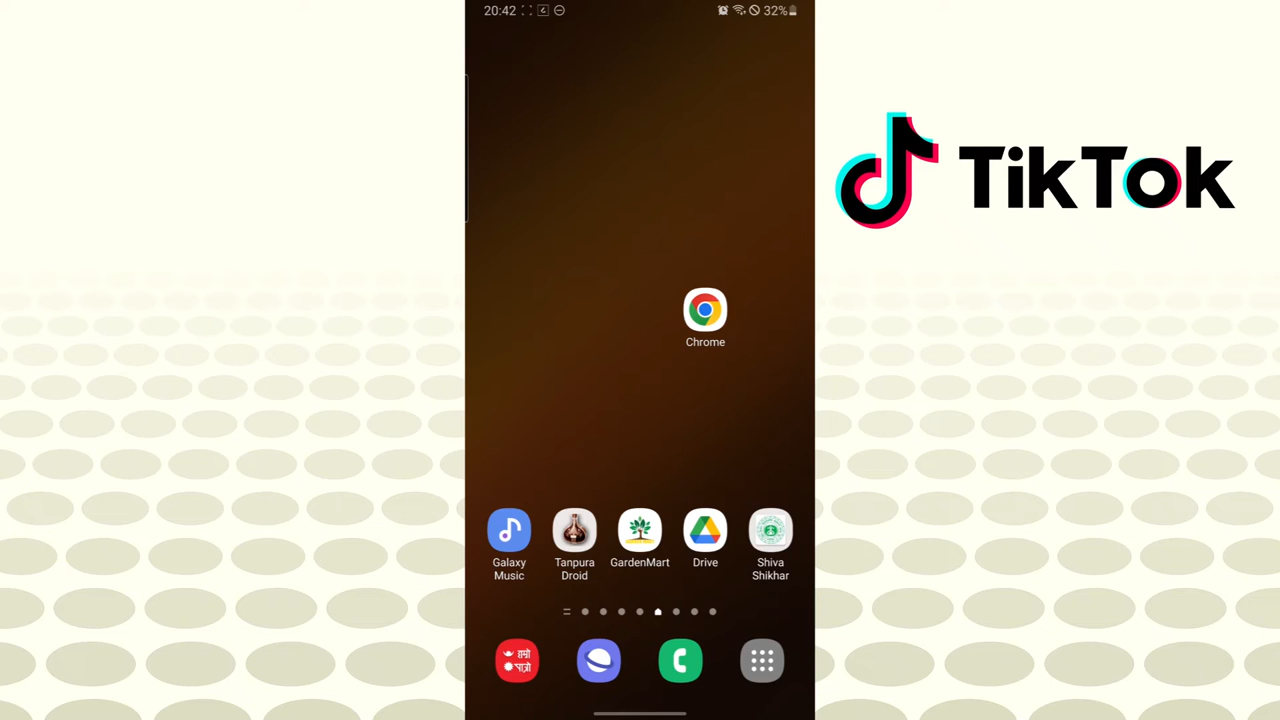 20:42
32%
TikTok
Chrome
Galaxy
Music
Tanpura
Droid
GardenMart
Drive
Shiva
Shikhar
हाम्रो
पात्रो